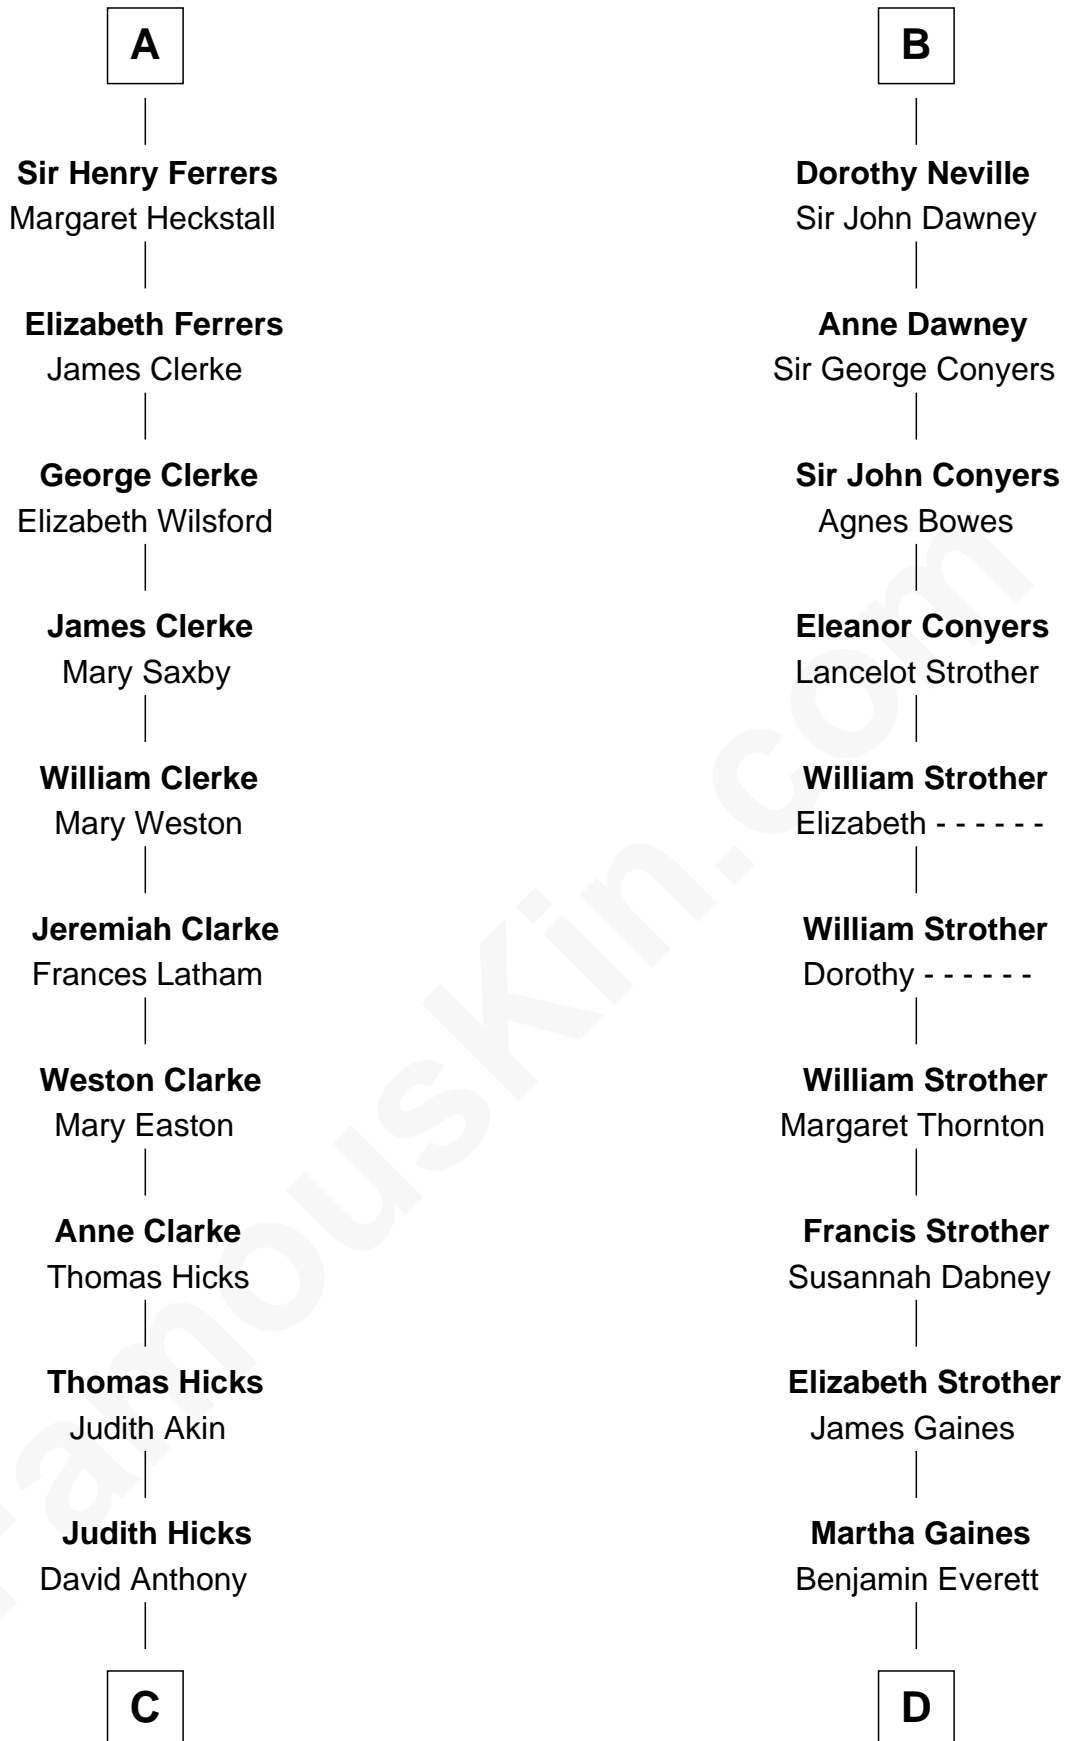 A
Sir Henry Ferrers
Margaret Heckstall
Elizabeth Ferrers
James Clerke
George Clerke
Elizabeth Wilsford
James Clerke
Mary Saxby
William Clerke
Mary Weston
Jeremiah Clarke
Frances Latham
Weston Clarke
Mary Easton
Anne Clarke
Thomas Hicks
Thomas Hicks
Judith Akin
Judith Hicks
David Anthony
C
B
Dorothy Neville
Sir John Dawney
Anne Dawney
Sir George Conyers
Sir John Conyers
Agnes Bowes
Eleanor Conyers
Lancelot Strother
William Strother
Elizabeth - - - - - -
William Strother
Dorothy - - - - - -
William Strother
Margaret Thornton
Francis Strother
Susannah Dabney
Elizabeth Strother
James Gaines
Martha Gaines
Benjamin Everett
D
FamousKin.com